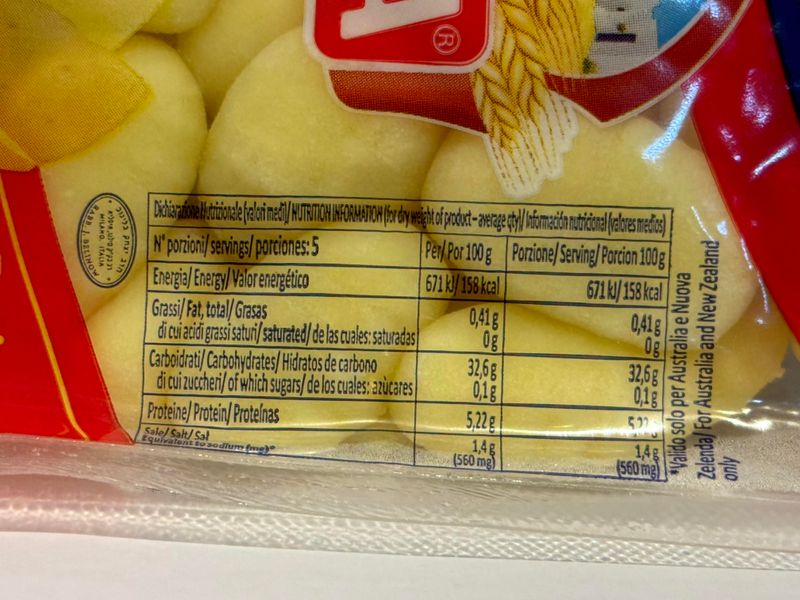 ®
Dichiarazione Nutrizionale (valori medi)/ NUTRITION INFORMATION (for dry weight of product - average qty)/ Información nutricional (valores medios)
N° porzioni/ servings/ porciones: 5 Per/ Por 100 g Porzione/ Serving/ Porcion 100 g
Energia/ Energy/ Valor energético 671 kJ/ 158 kcal 671 kJ/ 158 kcal
Grassi/ Fat, total/ Grasas 0,41 g 0,41 g
di cui acidi grassi saturi/ saturated/ de las cuales: saturadas 0 g 0 g
Carboidrati/ Carbohydrates/ Hidratos de carbono 32,6 g 32,6 g
di cui zuccheri/ of which sugars/ de los cuales: azùcares 0,1 g 0,1 g
Proteine/ Protein/ Proteínas 5,22 g 5,22 g
Sale/ Salt/ Sal 1,4 g 1,4 g
Equivalent to sodium (mg)* (560 mg) (560 mg)
*Valido solo per Australia e Nuova
Zelenda/ For Australia and New Zealand
only